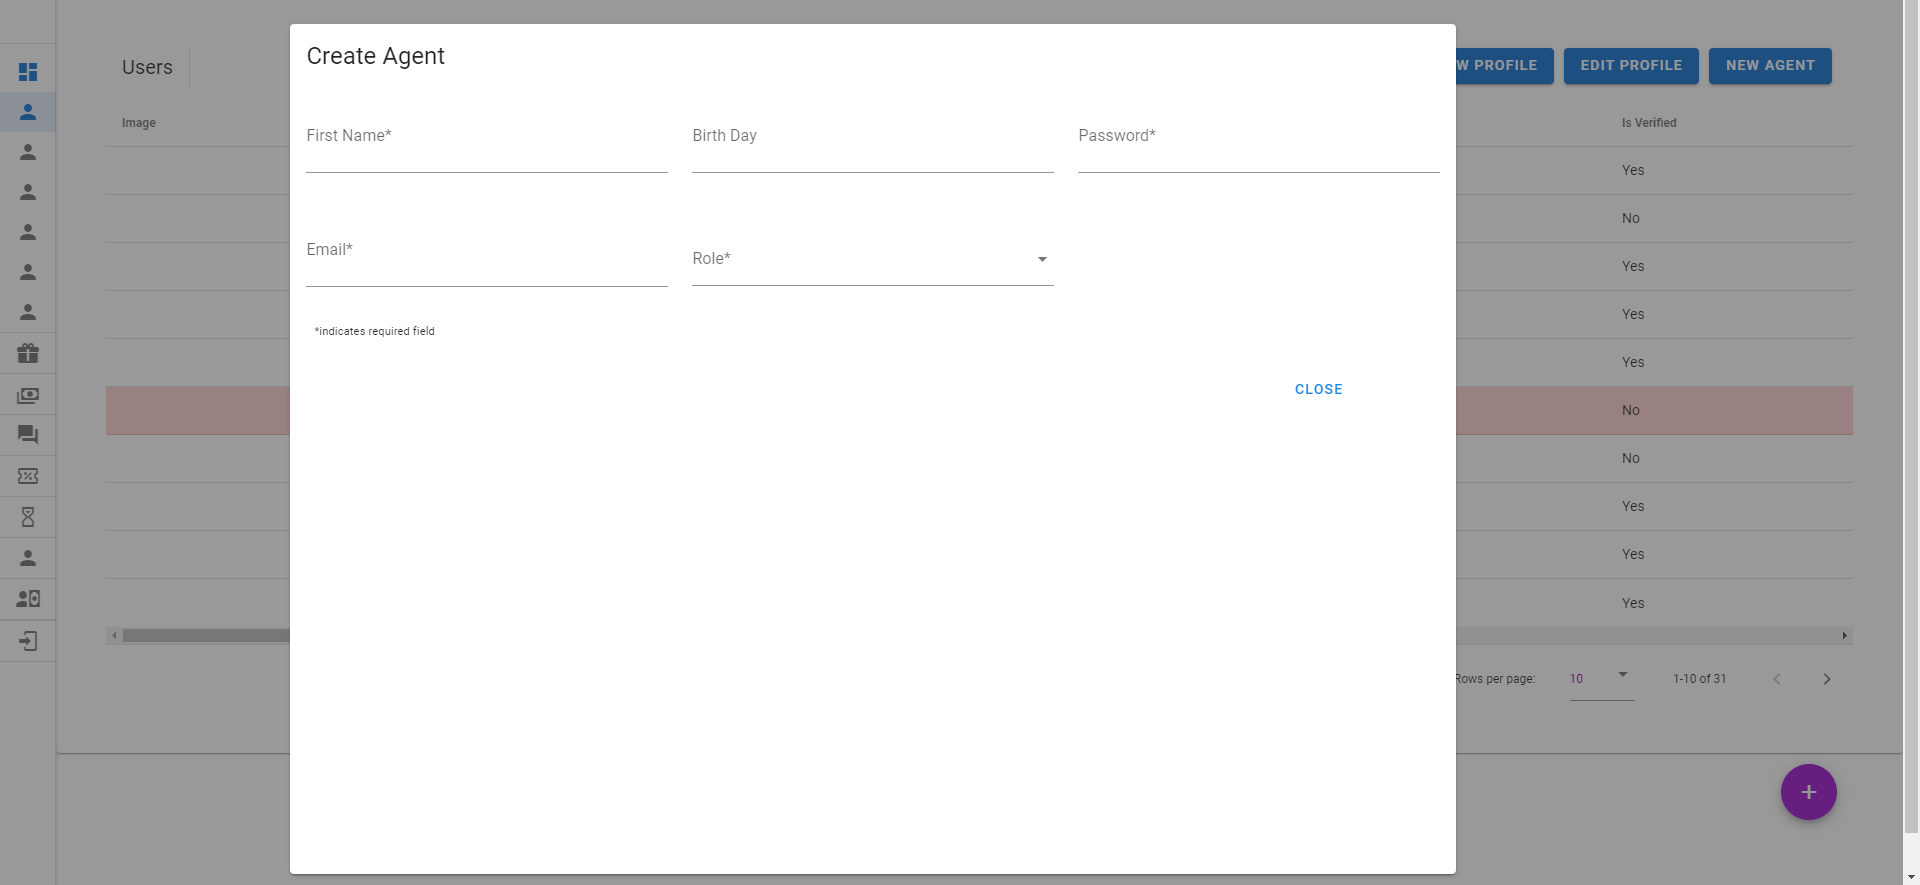 Create Agent
Users
W PROFILE
EDIT PROFILE
NEW AGENT
Image
Is Verified
First Name*
Birth Day
Password*
Yes
No
Email*
Role*
Yes
Yes
*indicates required field
Yes
CLOSE
No
No
Yes
Yes
Yes
Rows per page:
10
1-10 of 31
+